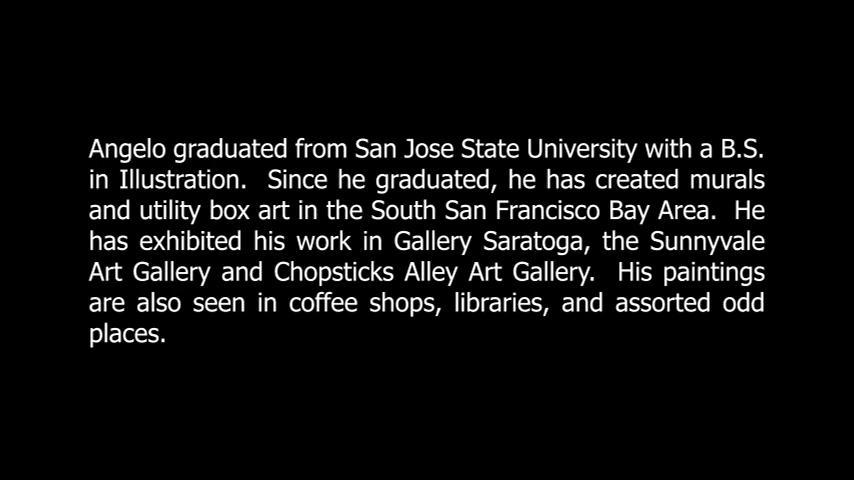 Angelo graduated from San Jose State University with a B.S.
in Illustration.  Since he graduated, he has created murals
and utility box art in the South San Francisco Bay Area.  He
has exhibited his work in Gallery Saratoga, the Sunnyvale
Art Gallery and Chopsticks Alley Art Gallery.  His paintings
are also seen in coffee shops, libraries, and assorted odd
places.